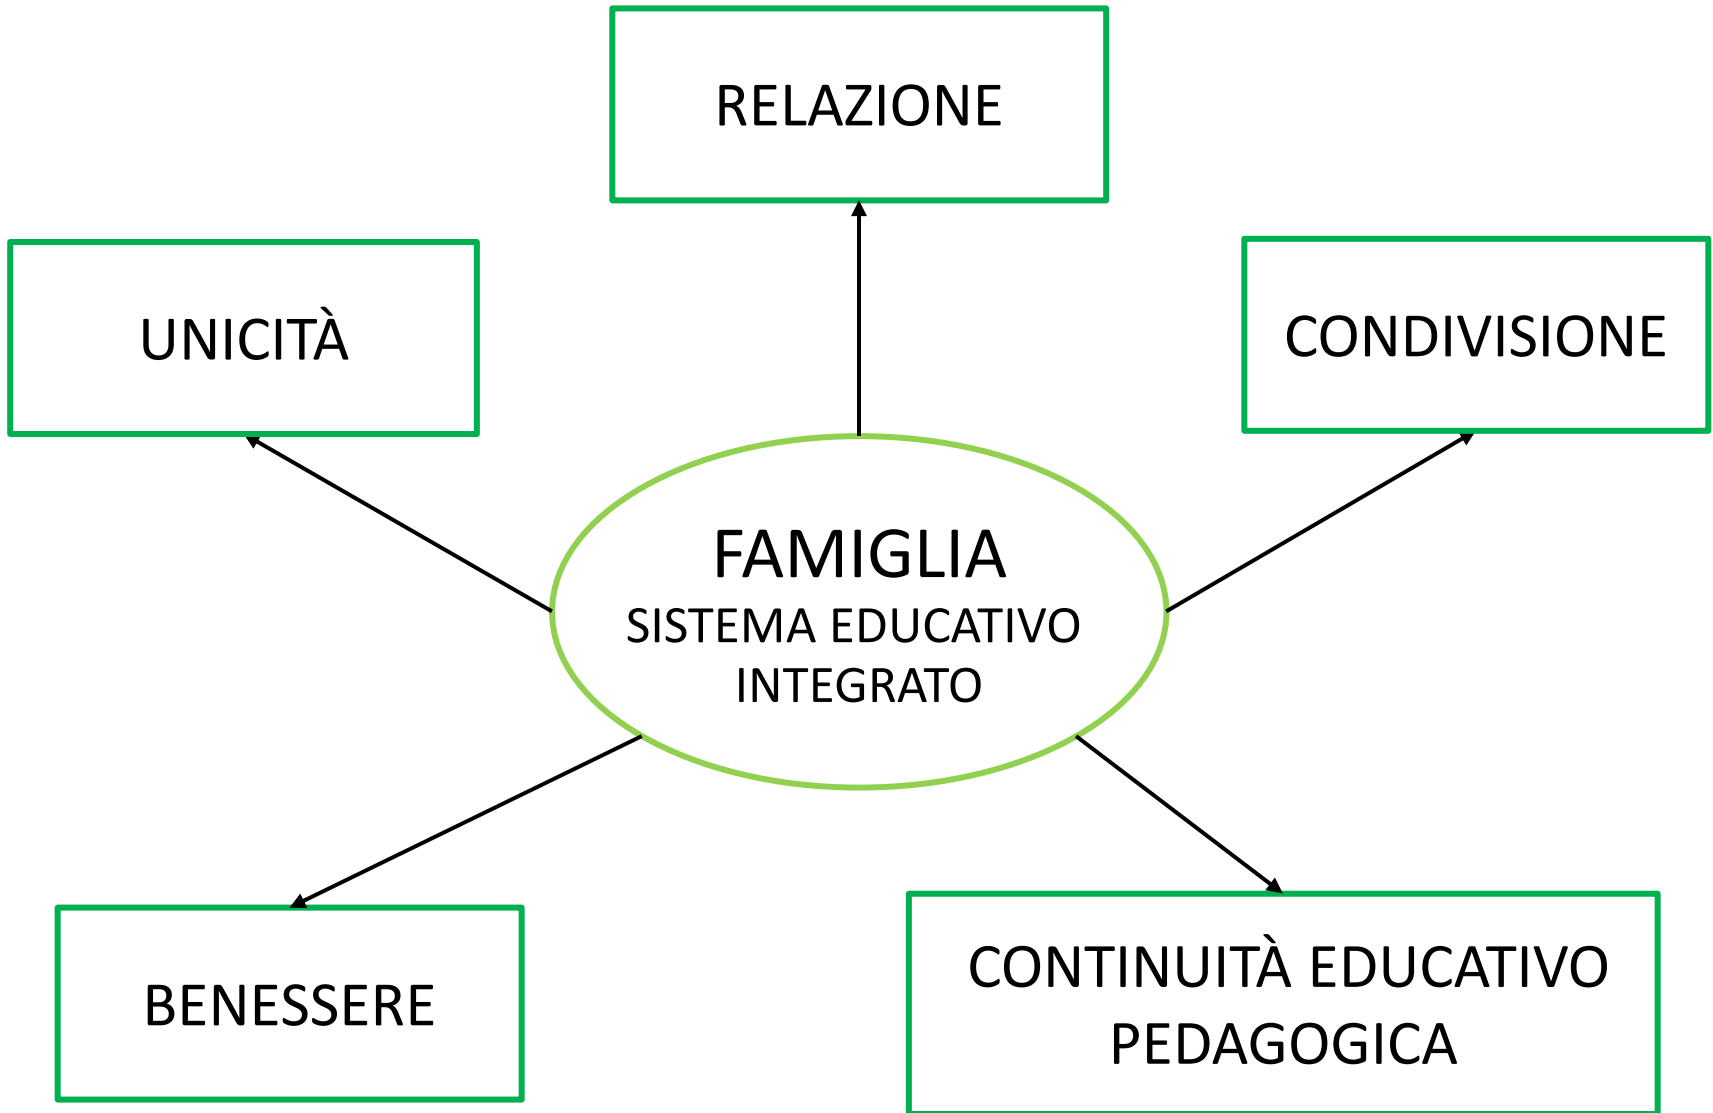 RELAZIONE
UNICITÀ
CONDIVISIONE
FAMIGLIA
SISTEMA EDUCATIVO
INTEGRATO
BENESSERE
CONTINUITÀ EDUCATIVO
PEDAGOGICA